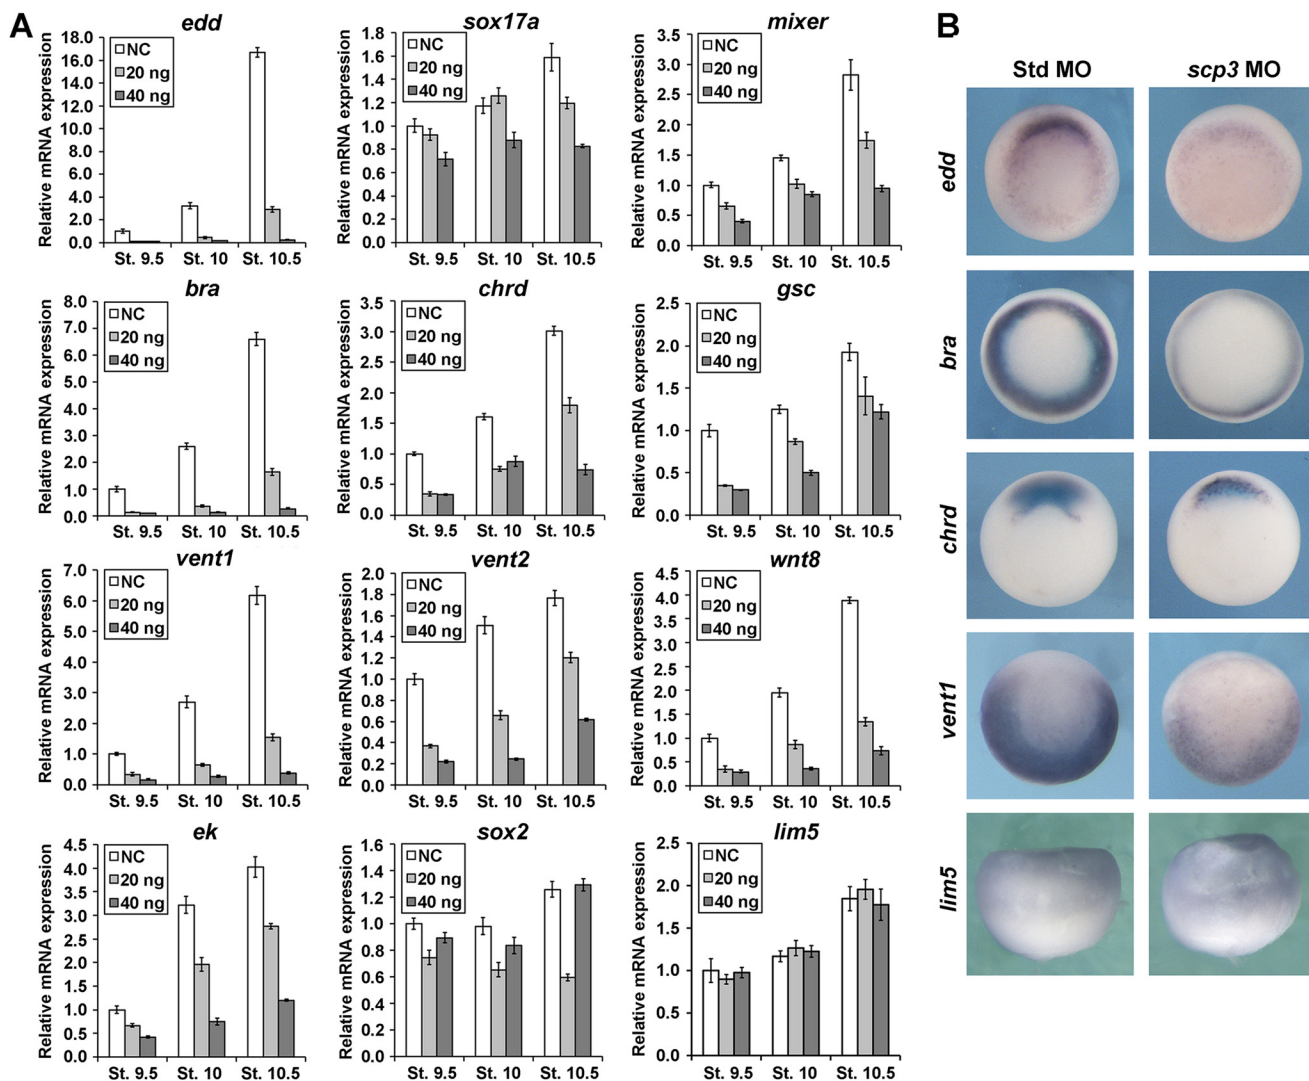 A
edd
Relative mRNA expression
18.0
16.0
14.0
12.0
10.0
8.0
6.0
4.0
2.0
0.0
NC
20 ng
40 ng
St. 9.5 St. 10 St. 10.5
sox17a
Relative mRNA expression
1.8
1.6
1.4
1.2
1.0
0.8
0.6
0.4
0.2
0.0
NC
20 ng
40 ng
St. 9.5 St. 10 St. 10.5
mixer
Relative mRNA expression
3.5
3.0
2.5
2.0
1.5
1.0
0.5
0.0
NC
20 ng
40 ng
St. 9.5 St. 10 St. 10.5
bra
Relative mRNA expression
8.0
7.0
6.0
5.0
4.0
3.0
2.0
1.0
0.0
NC
20 ng
40 ng
St. 9.5 St. 10 St. 10.5
chrd
Relative mRNA expression
3.5
3.0
2.5
2.0
1.5
1.0
0.5
0.0
NC
20 ng
40 ng
St. 9.5 St. 10 St. 10.5
gsc
Relative mRNA expression
2.5
2.0
1.5
1.0
0.5
0.0
NC
20 ng
40 ng
St. 9.5 St. 10 St. 10.5
vent1
Relative mRNA expression
7.0
6.0
5.0
4.0
3.0
2.0
1.0
0.0
NC
20 ng
40 ng
St. 9.5 St. 10 St. 10.5
vent2
Relative mRNA expression
2.0
1.8
1.6
1.4
1.2
1.0
0.8
0.6
0.4
0.2
0.0
NC
20 ng
40 ng
St. 9.5 St. 10 St. 10.5
wnt8
Relative mRNA expression
4.5
4.0
3.5
3.0
2.5
2.0
1.5
1.0
0.5
0.0
NC
20 ng
40 ng
St. 9.5 St. 10 St. 10.5
ek
Relative mRNA expression
4.5
4.0
3.5
3.0
2.5
2.0
1.5
1.0
0.5
0.0
NC
20 ng
40 ng
St. 9.5 St. 10 St. 10.5
sox2
Relative mRNA expression
1.6
1.4
1.2
1.0
0.8
0.6
0.4
0.2
0.0
NC
20 ng
40 ng
St. 9.5 St. 10 St. 10.5
lim5
Relative mRNA expression
2.5
2.0
1.5
1.0
0.5
0.0
NC
20 ng
40 ng
St. 9.5 St. 10 St. 10.5
B
Std MO scp3 MO
edd
bra
chrd
vent1
lim5